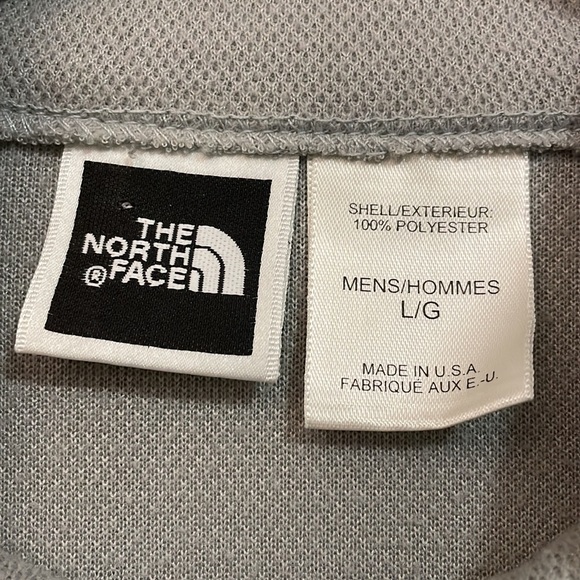 THE
NORTH
® FACE
SHELL/EXTERIEUR:
100% POLYESTER
MENS/HOMMES
L/G
MADE IN U.S.A.
FABRIQUÉ AUX E.-U.